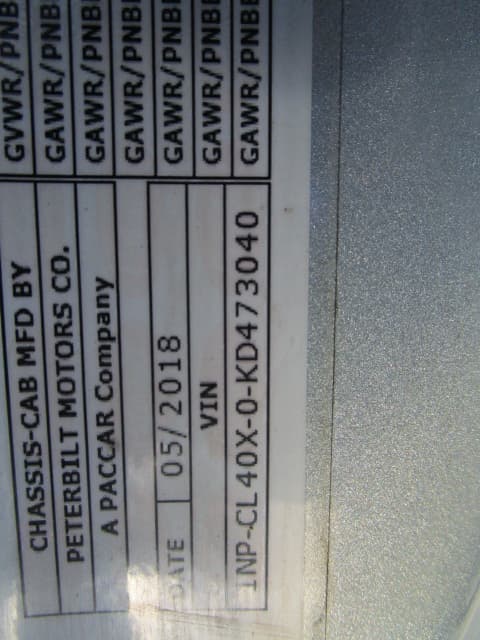 CHASSIS-CAB MFD BY
PETERBILT MOTORS CO.
A PACCAR Company
DATE 05/2018
VIN
1NP-CL40X-0-KD473040
GVWR/PNB
GAWR/PNB
GAWR/PNB
GAWR/PNB
GAWR/PNB
GAWR/PNB
GAWR/PNB